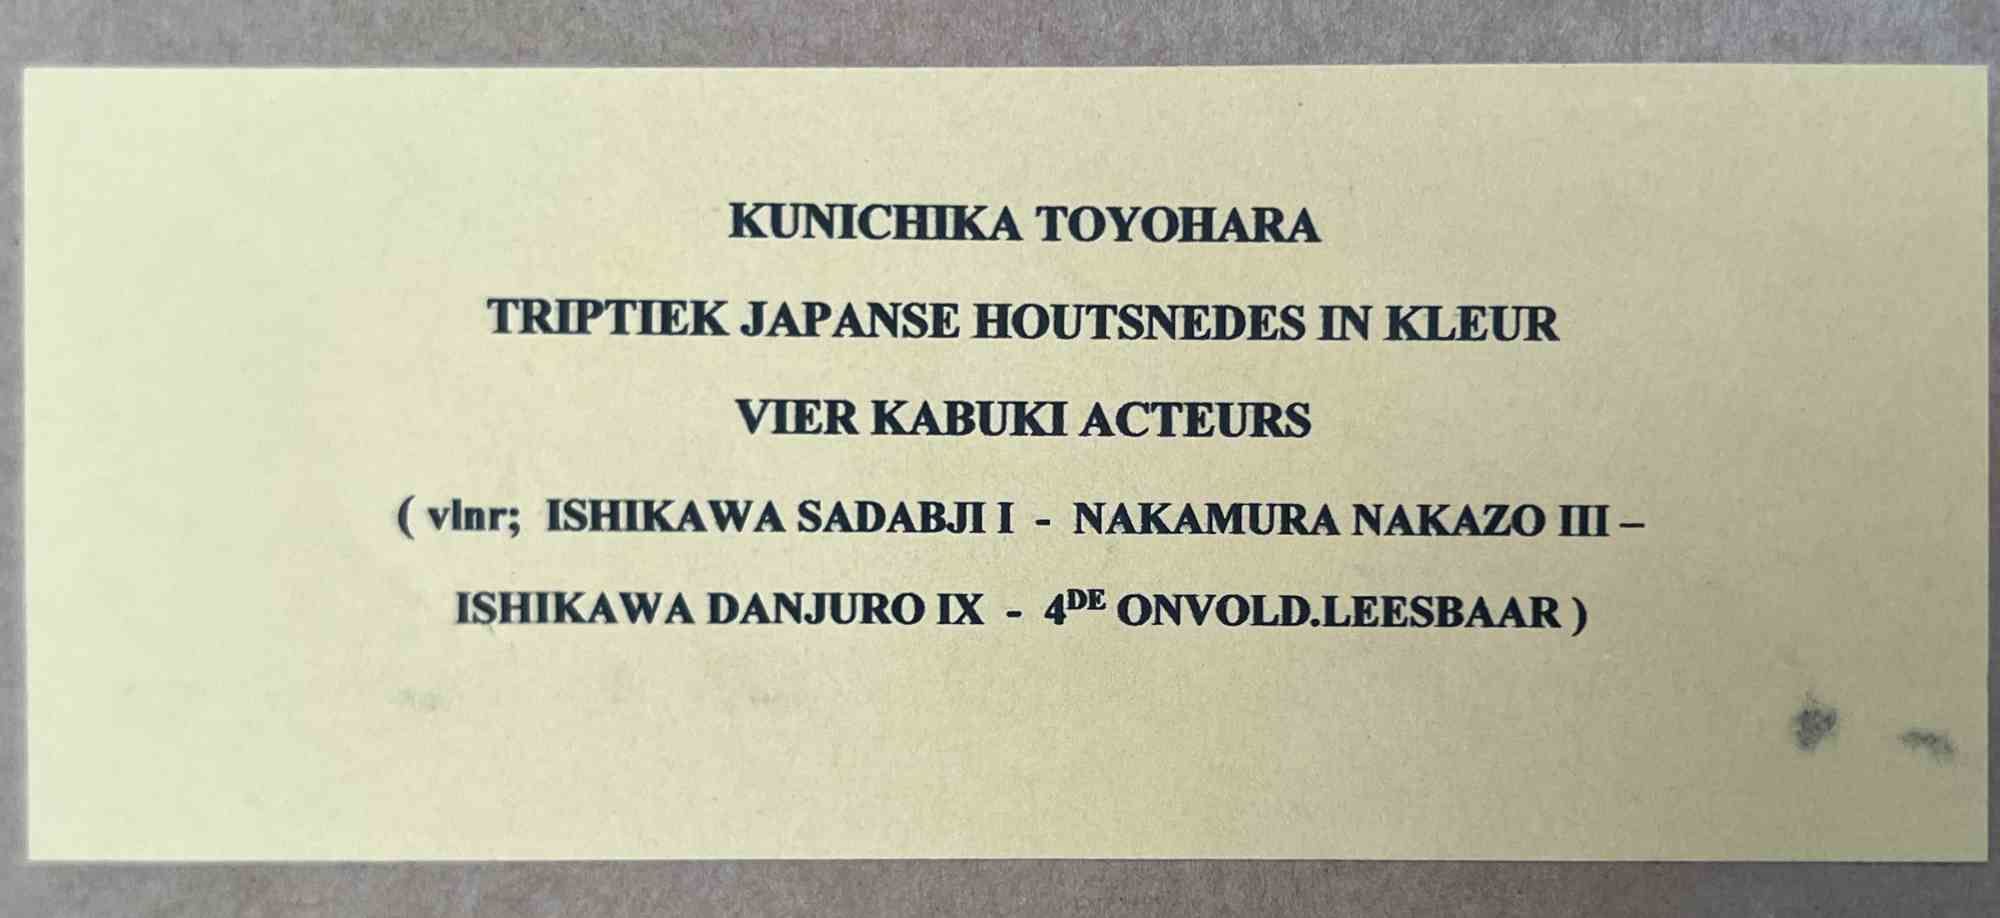 KUNICHIKA TOYOHARA
TRIPTIEK JAPANSE HOUTSNEDES IN KLEUR
VIER KABUKI ACTEURS
( vlnr; ISHIKAWA SADABJI I - NAKAMURA NAKAZO III –
ISHIKAWA DANJURO IX - 4DE ONVOLD.LEESBAAR )